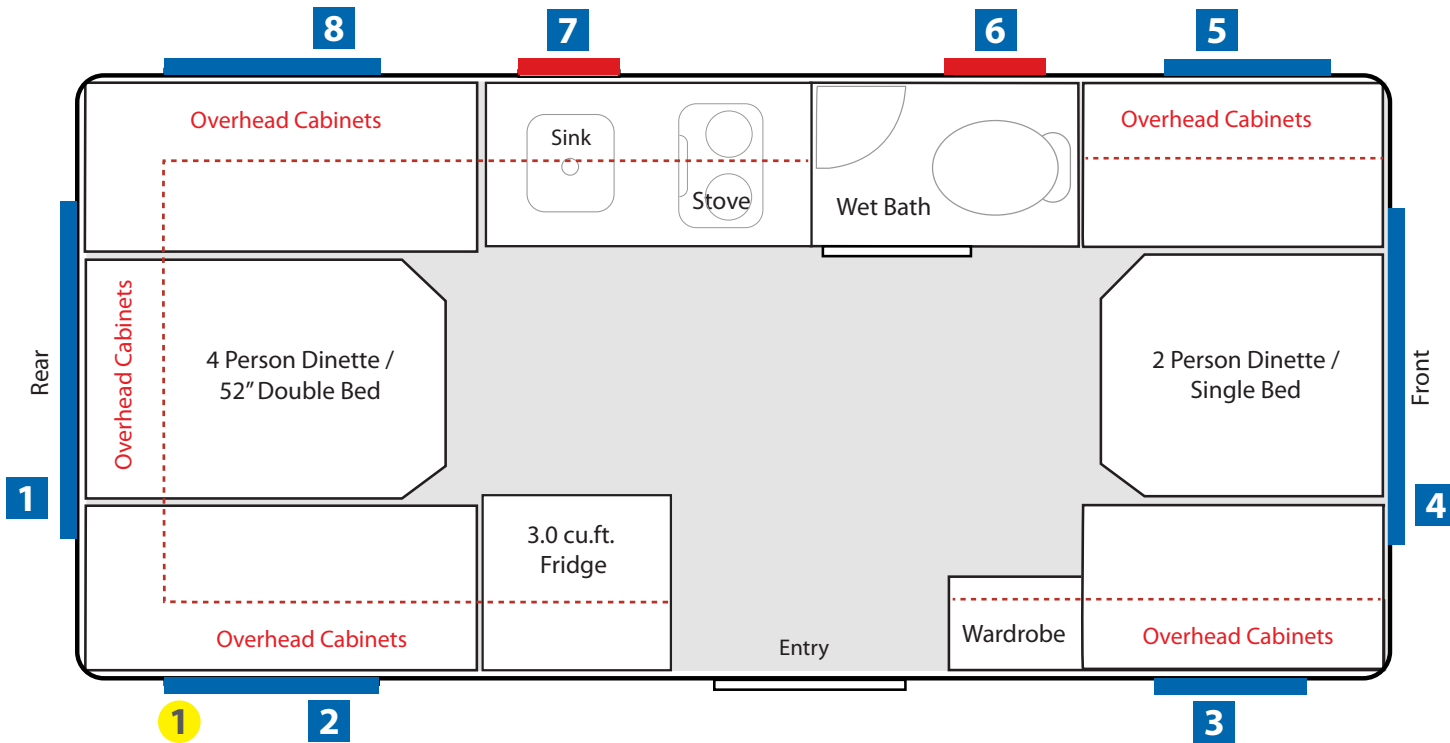 8
7
6
5
Overhead Cabinets
Sink
Stove
Wet Bath
Overhead Cabinets
Rear
Overhead Cabinets
4 Person Dinette /
52” Double Bed
2 Person Dinette /
Single Bed
Front
1
4
3.0 cu.ft.
Fridge
Overhead Cabinets
Entry
Wardrobe
Overhead Cabinets
1
2
3